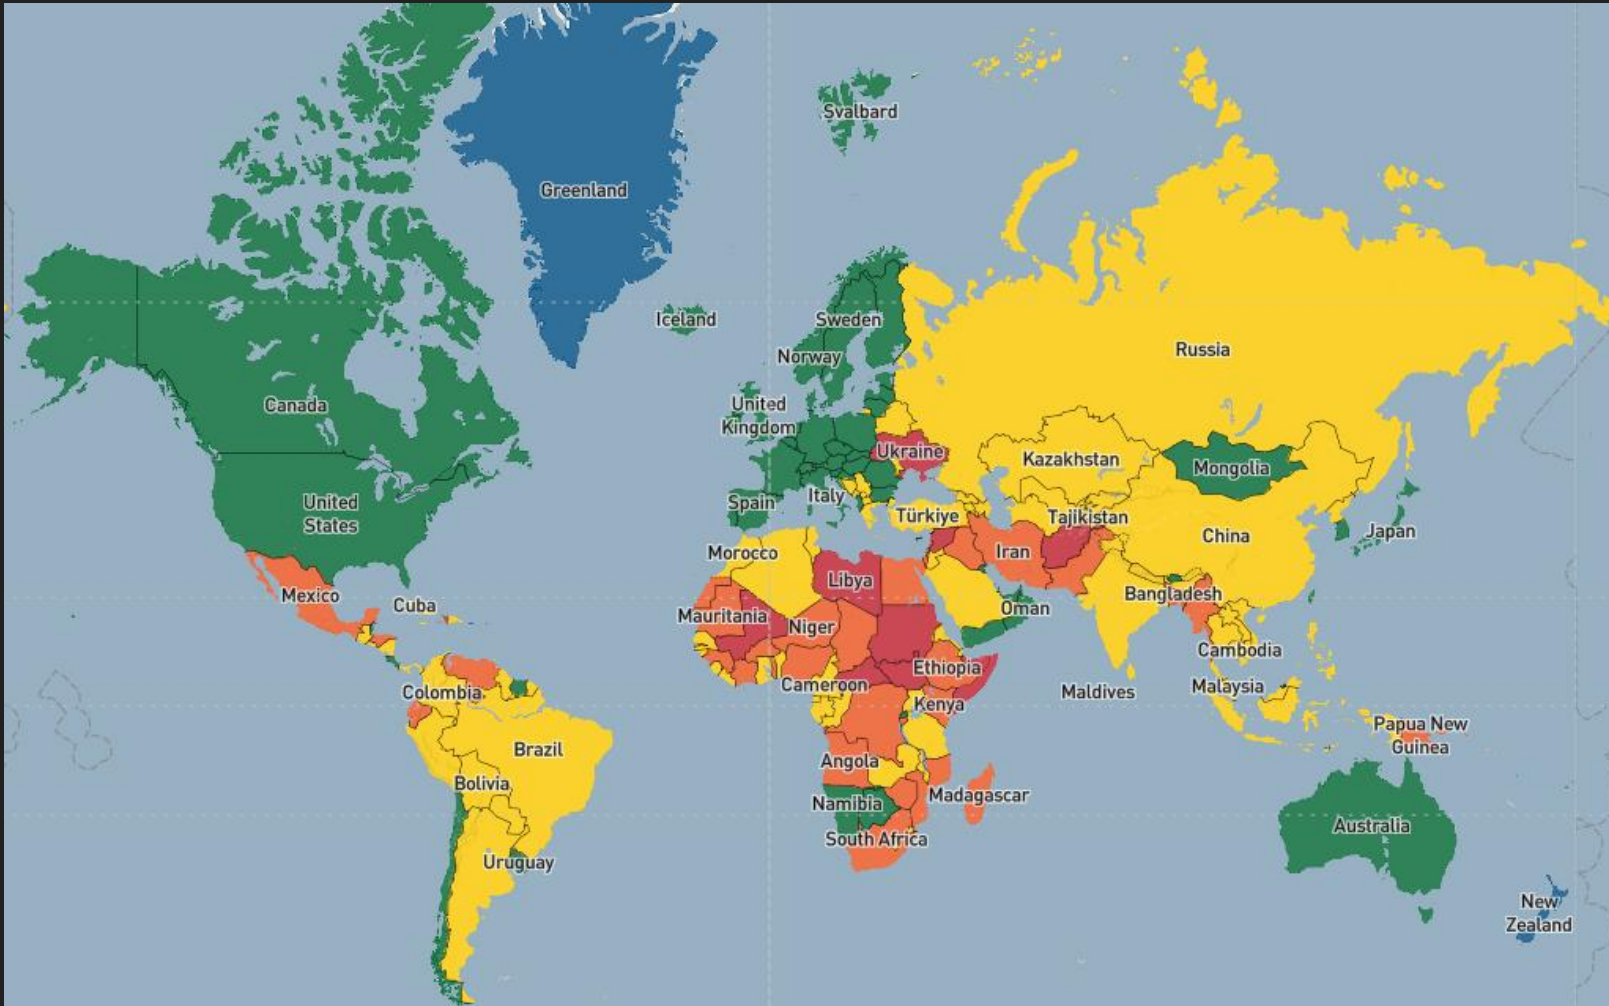 Svalbard
Greenland
Iceland
Sweden
Norway
Russia
Canada
United
Kingdom
Ukraine
Kazakhstan
Mongolia
United
States
Spain
Italy
Türkiye
Tajikistan
China
Japan
Morocco
Iran
Libya
Mexico
Cuba
Mauritania
Niger
Oman
Bangladesh
Cambodia
Ethiopia
Cameroon
Colombia
Kenya
Maldives
Malaysia
Papua New
Guinea
Brazil
Angola
Bolivia
Madagascar
Namibia
South Africa
Australia
Uruguay
New
Zealand